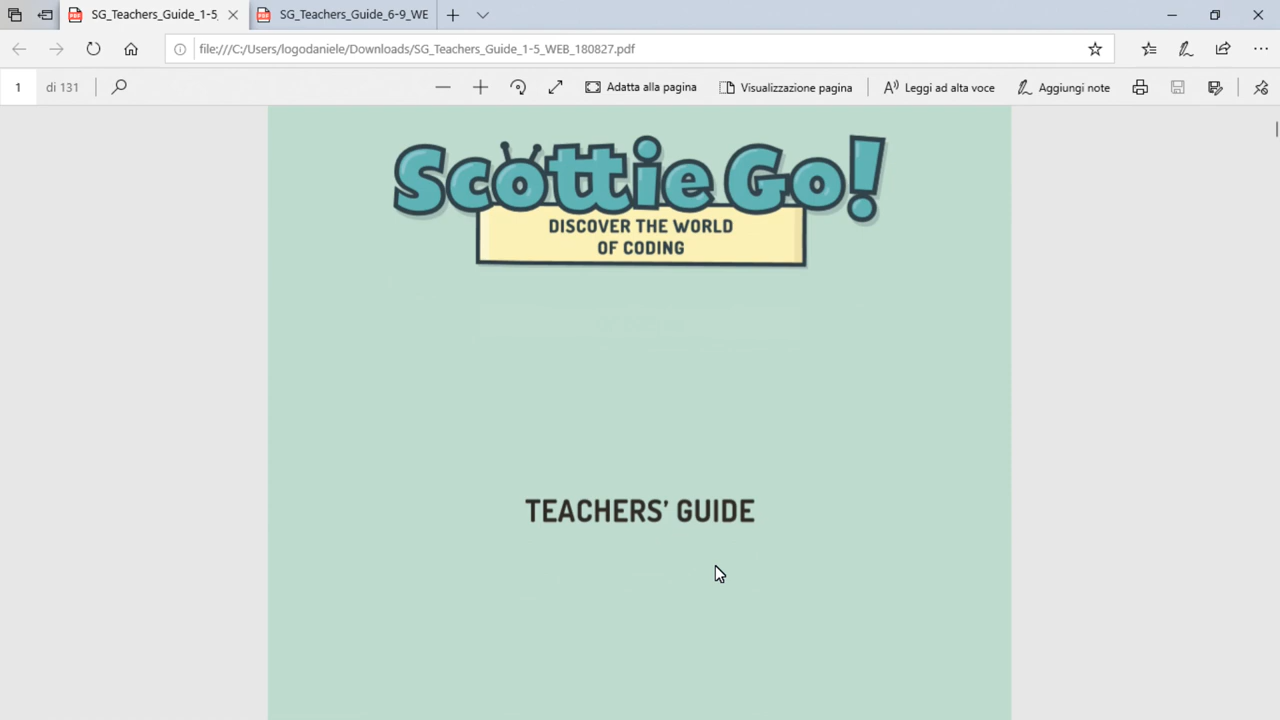 SG_Teachers_Guide_1-5_
SG_Teachers_Guide_6-9_WE
file:///C:/Users/logodaniele/Downloads/SG_Teachers_Guide_1-5_WEB_180827.pdf
1 di 131 Adatta alla pagina Visualizzazione pagina Leggi ad alta voce Aggiungi note
Scottie Go!
DISCOVER THE WORLD
OF CODING
TEACHERS' GUIDE